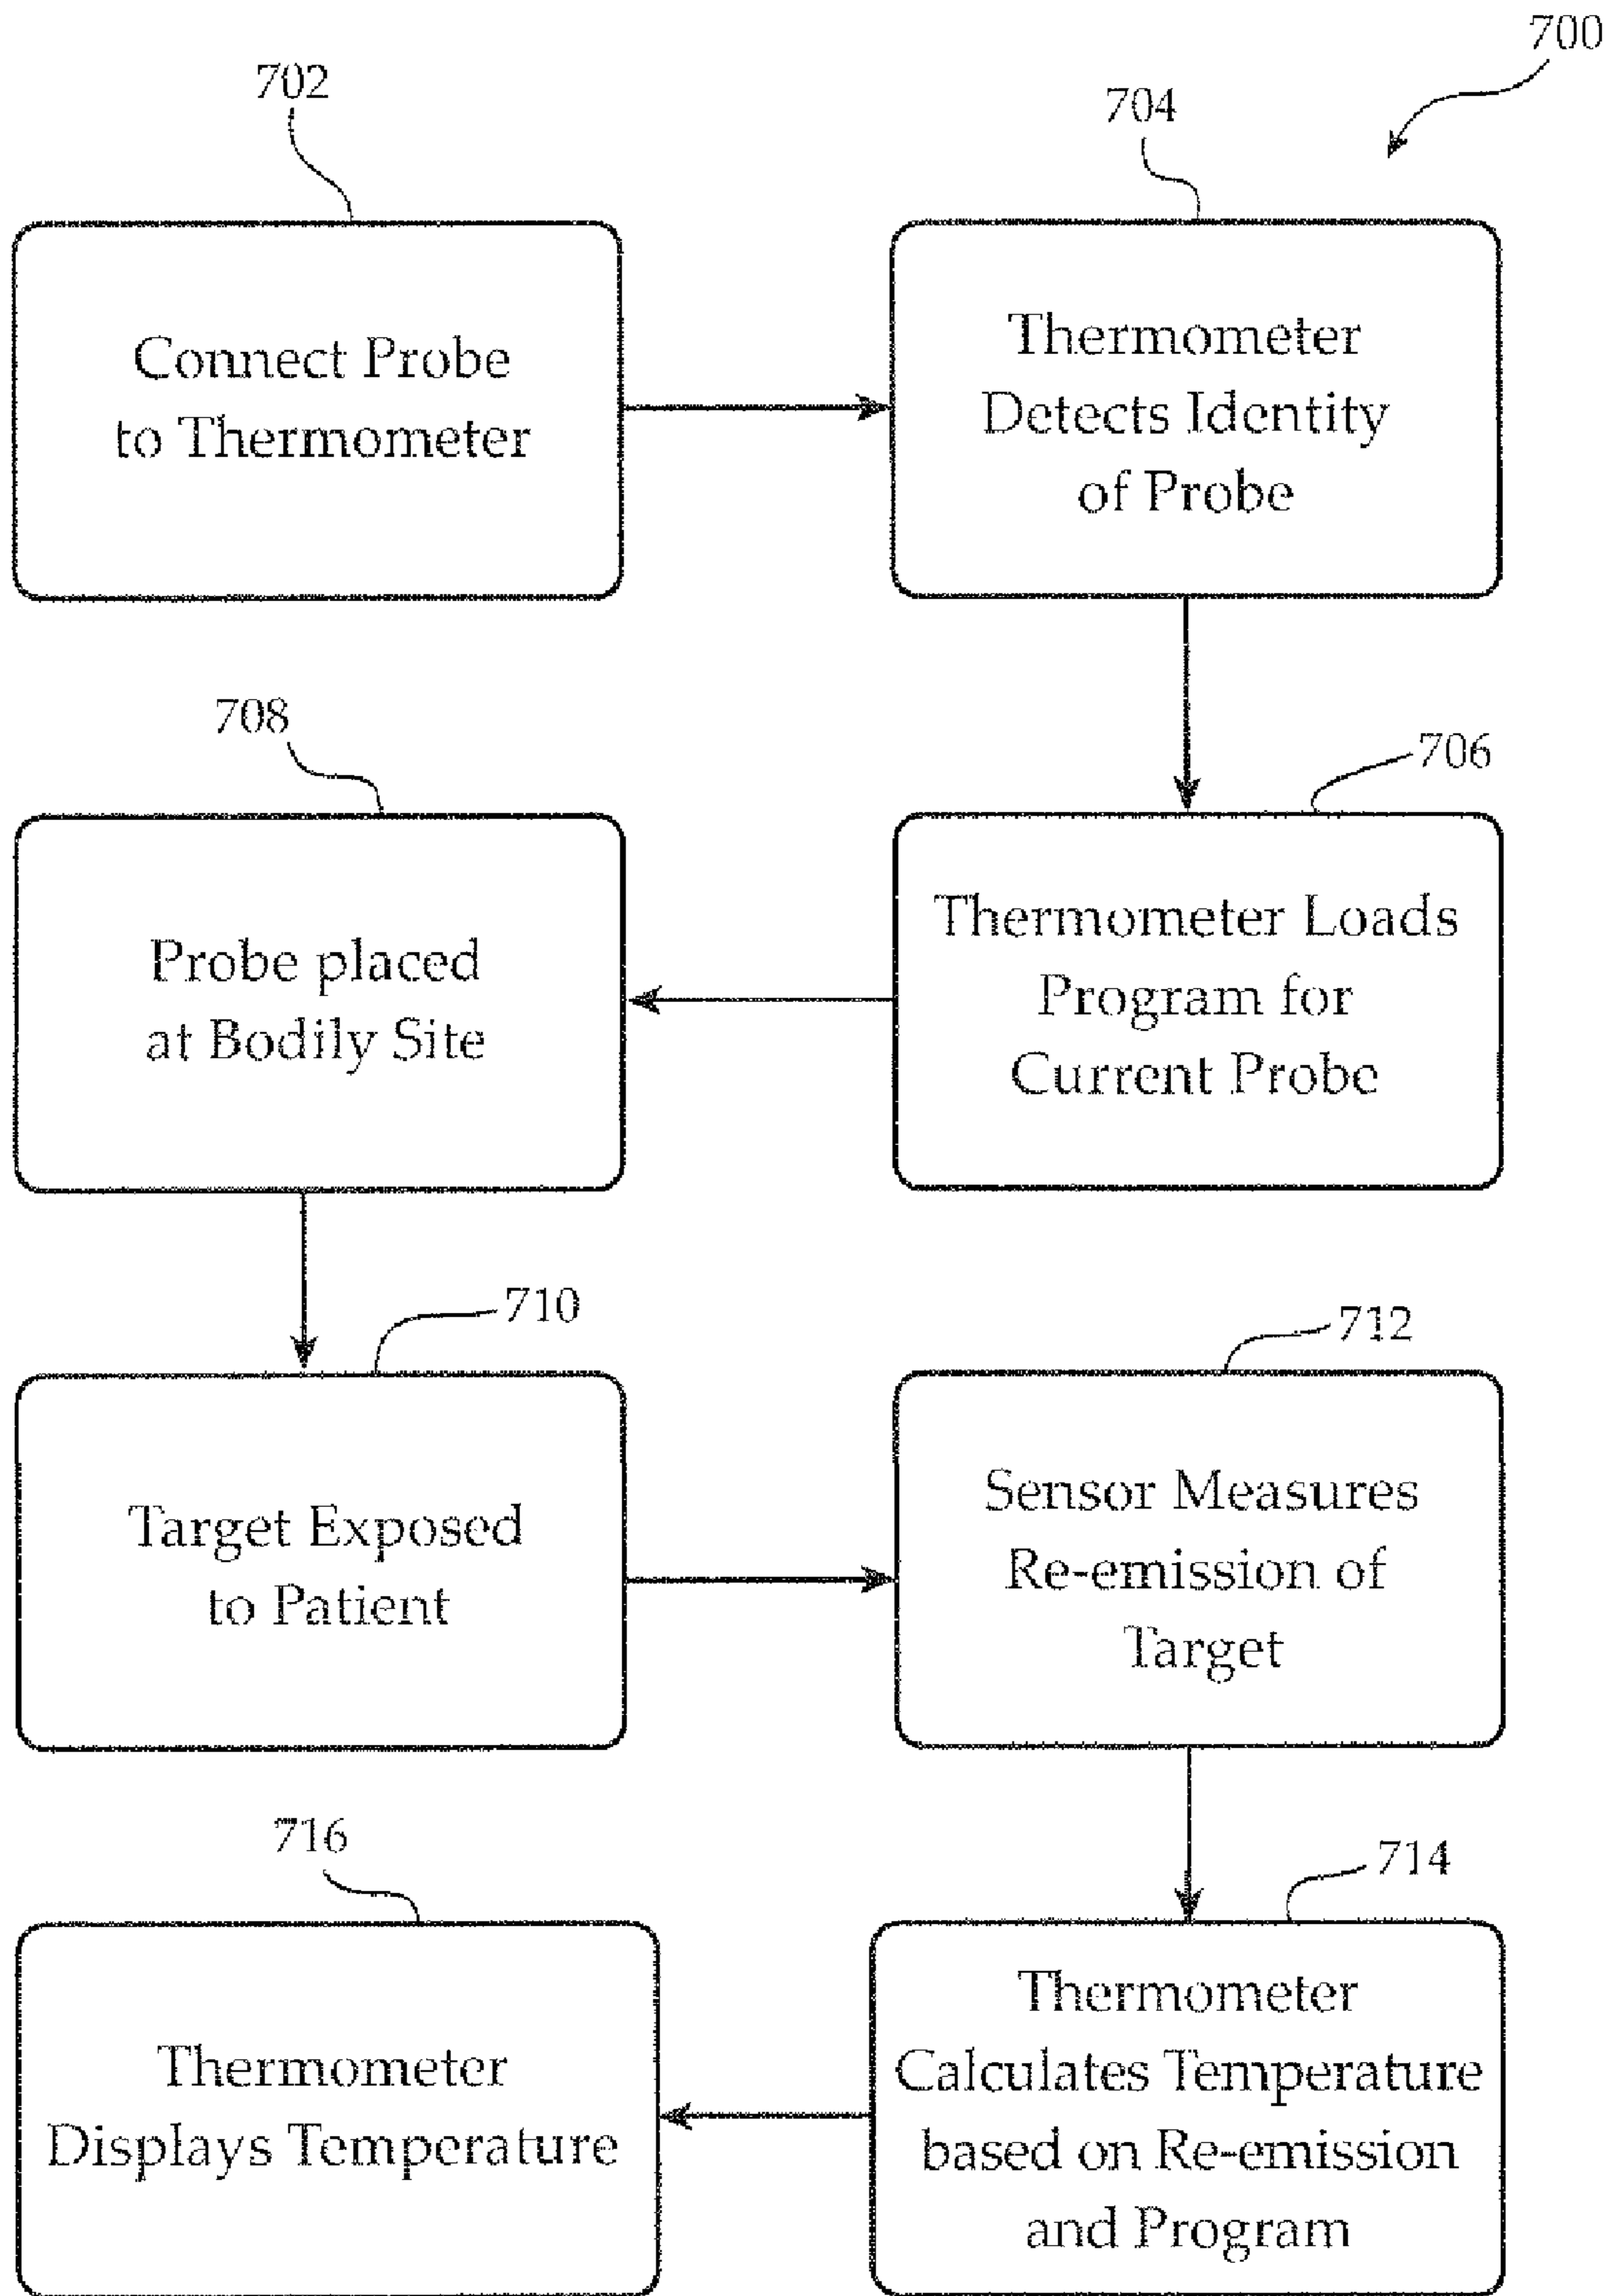 700
702
Connect Probe
to Thermometer
704
Thermometer
Detects Identity
of Probe
706
Thermometer Loads
Program for
Current Probe
708
Probe placed
at Bodily Site
710
Target Exposed
to Patient
712
Sensor Measures
Re-emission of
Target
714
Thermometer
Calculates Temperature
based on Re-emission
and Program
716
Thermometer
Displays Temperature